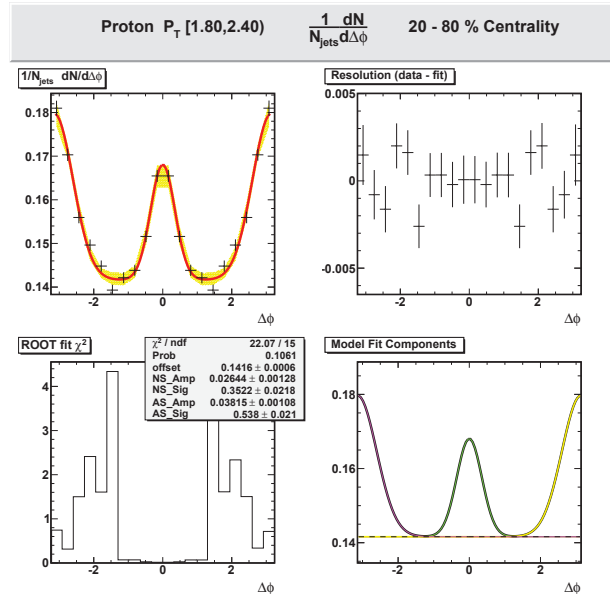 Proton P_T [1.80,2.40) 1 dN / N_jets dΔϕ 20 - 80 % Centrality
1/N_jets dN/dΔϕ
0.18
0.17
0.16
0.15
0.14
-2 0 2
Δϕ
Resolution (data - fit)
0.005
0
-0.005
-2 0 2
Δϕ
ROOT fit χ²
χ² / ndf 22.07 / 15
Prob 0.1061
offset 0.1416 ± 0.0006
NS_Amp 0.02644 ± 0.00128
NS_Sig 0.3522 ± 0.0218
AS_Amp 0.03815 ± 0.00108
AS_Sig 0.538 ± 0.021
4
3
2
1
0
-2 0 2
Δϕ
Model Fit Components
0.18
0.16
0.14
-2 0 2
Δϕ